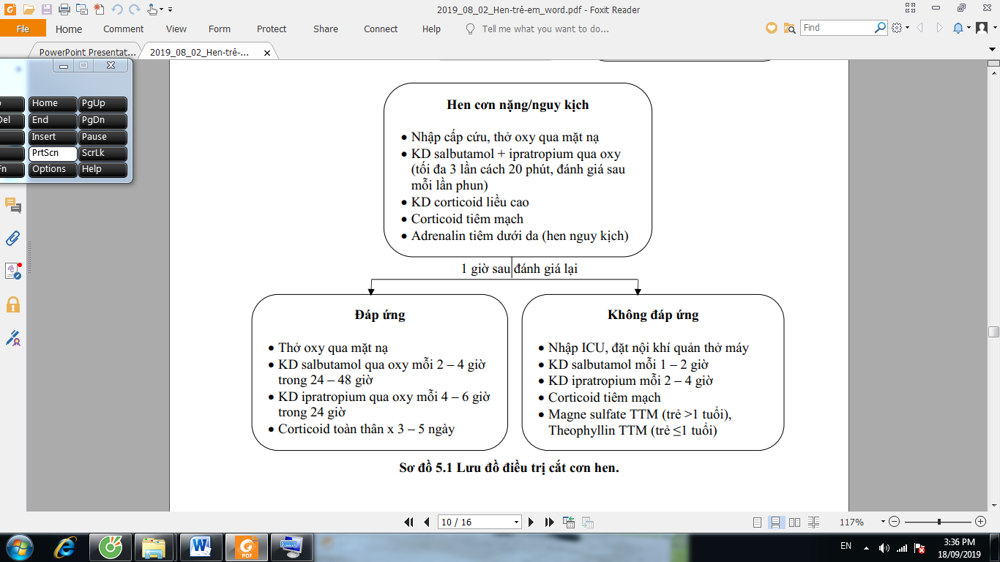 2019_08_02_Hen-trẻ-em_word.pdf - Foxit Reader
File Home Comment View Form Protect Share Connect Help Tell me what you want to do... Find
PowerPoint Presentat... 2019_08_02_Hen-trẻ-...
Home PgUp
End PgDn
Insert Pause
PrtScn ScrLk
Options Help
Hen cơn nặng/nguy kịch
• Nhập cấp cứu, thở oxy qua mặt nạ
• KD salbutamol + ipratropium qua oxy
(tối đa 3 lần cách 20 phút, đánh giá sau
mỗi lần phun)
• KD corticoid liều cao
• Corticoid tiêm mạch
• Adrenalin tiêm dưới da (hen nguy kịch)
1 giờ sau đánh giá lại
Đáp ứng
• Thở oxy qua mặt nạ
• KD salbutamol qua oxy mỗi 2 – 4 giờ
trong 24 – 48 giờ
• KD ipratropium qua oxy mỗi 4 – 6 giờ
trong 24 giờ
• Corticoid toàn thân x 3 – 5 ngày
Không đáp ứng
• Nhập ICU, đặt nội khí quản thở máy
• KD salbutamol mỗi 1 – 2 giờ
• KD ipratropium mỗi 2 – 4 giờ
• Corticoid tiêm mạch
• Magne sulfate TTM (trẻ >1 tuổi),
Theophyllin TTM (trẻ ≤1 tuổi)
Sơ đồ 5.1 Lưu đồ điều trị cắt cơn hen.
10 / 16 117%
EN 3:36 PM
18/09/2019